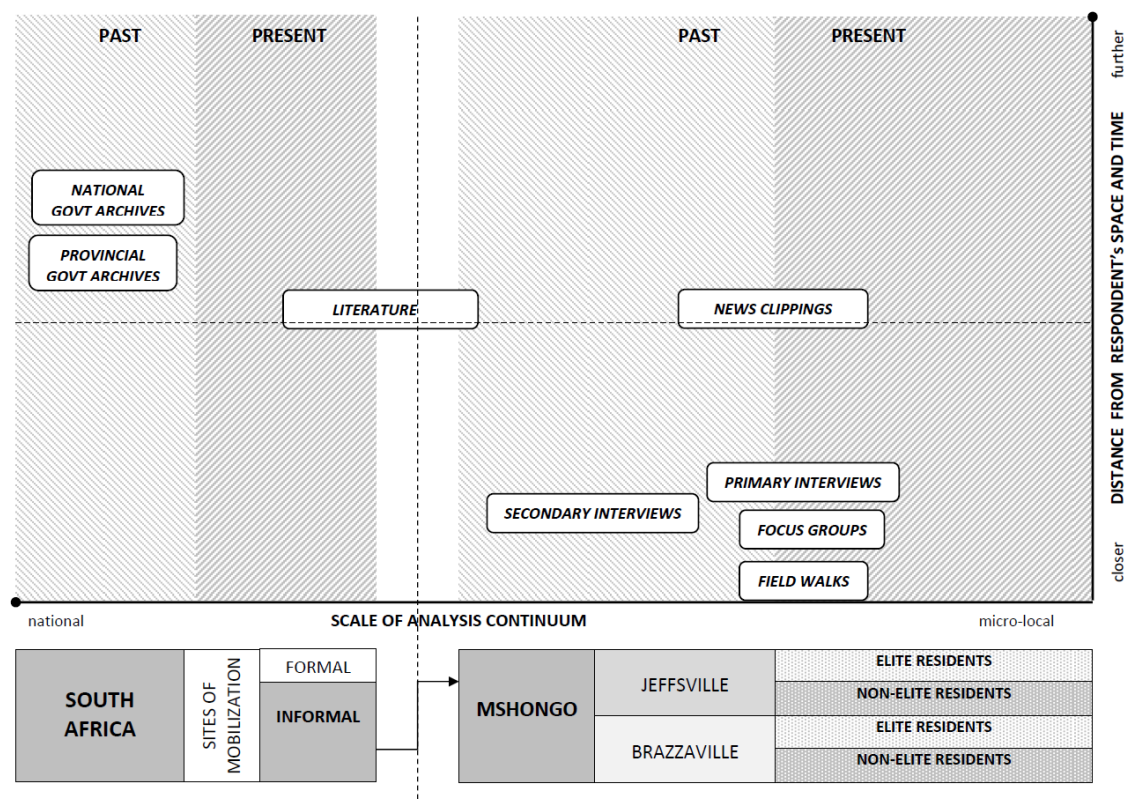 PAST
PRESENT
PAST
PRESENT
further
DISTANCE FROM RESPONDENT's SPACE AND TIME
closer
NATIONAL
GOVT ARCHIVES
PROVINCIAL
GOVT ARCHIVES
LITERATURE
NEWS CLIPPINGS
PRIMARY INTERVIEWS
SECONDARY INTERVIEWS
FOCUS GROUPS
FIELD WALKS
national
SCALE OF ANALYSIS CONTINUUM
micro-local
SOUTH
AFRICA
SITES OF
MOBILIZATION
FORMAL
INFORMAL
MSHONGO
JEFFSVILLE
BRAZZAVILLE
ELITE RESIDENTS
NON-ELITE RESIDENTS
ELITE RESIDENTS
NON-ELITE RESIDENTS